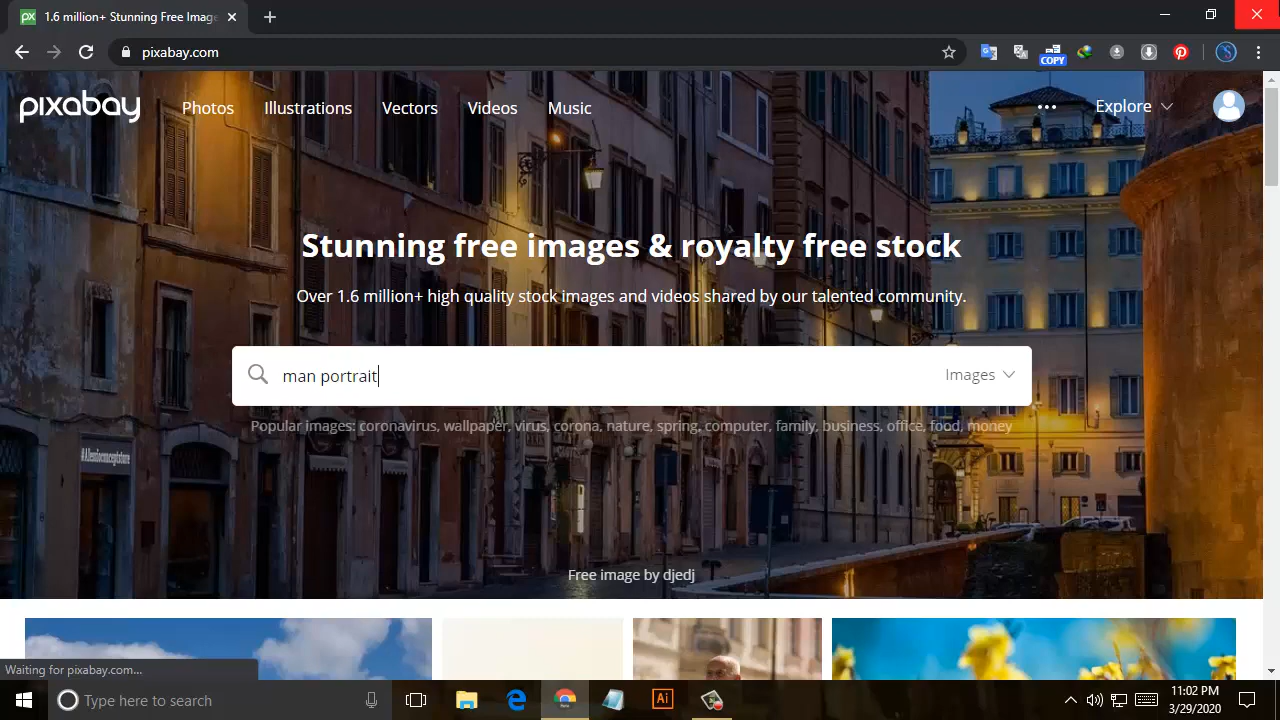 1.6 million+ Stunning Free Image
pixabay.com
COPY
pixabay
Photos
Illustrations
Vectors
Videos
Music
Explore
Stunning free images & royalty free stock
Over 1.6 million+ high quality stock images and videos shared by our talented community.
man portrait
Images
Popular images: coronavirus, wallpaper, virus, corona, nature, spring, computer, family, business, office, food, money
Free image by djedj
Waiting for pixabay.com...
Type here to search
Ai
11:02 PM
3/29/2020